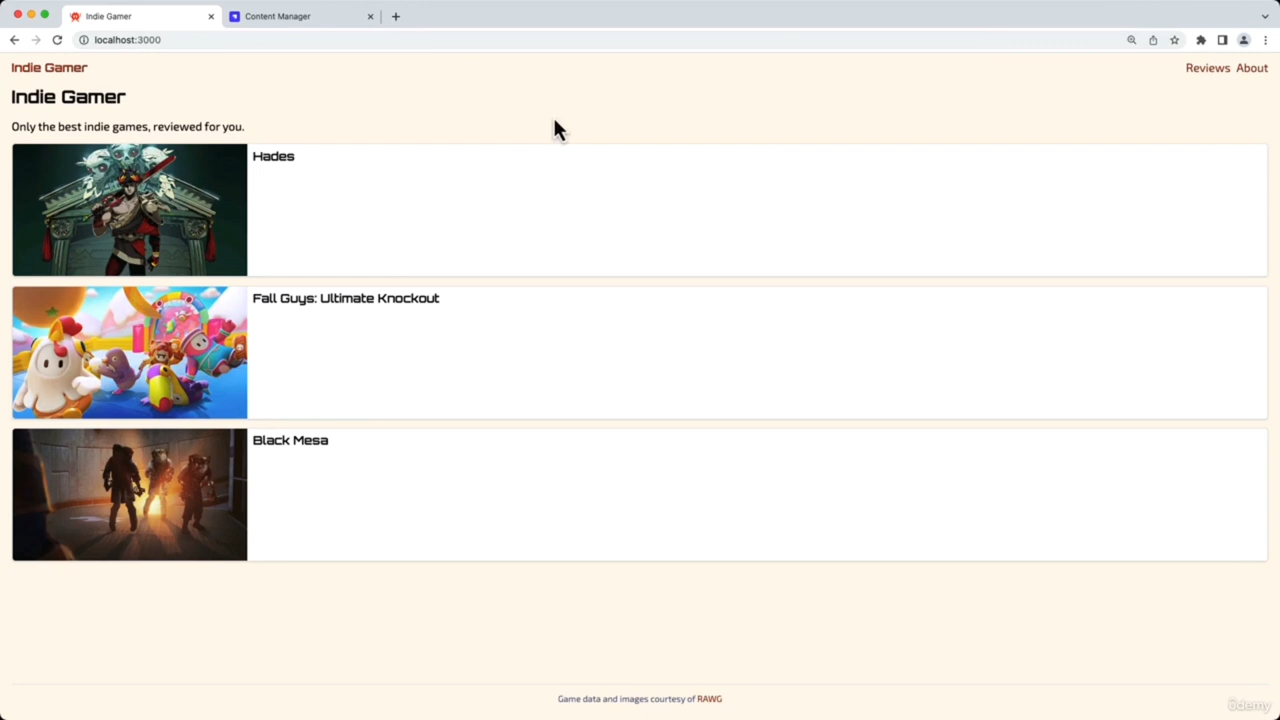 Indie Gamer
Content Manager
localhost:3000
Indie Gamer
Reviews About
Indie Gamer
Only the best indie games, reviewed for you.
Hades
Fall Guys: Ultimate Knockout
Black Mesa
Game data and images courtesy of RAWG
ûdemy